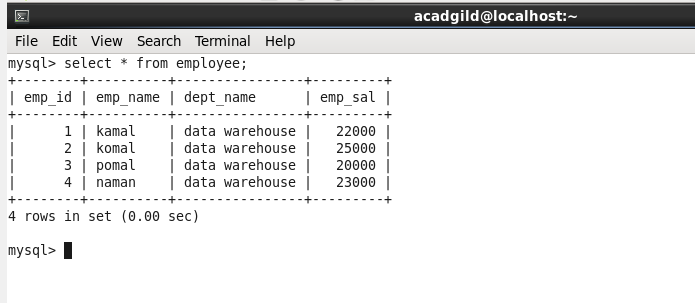 acadgild@localhost:~
File Edit View Search Terminal Help
mysql> select * from employee;
+--------+----------+----------------+---------+
| emp_id | emp_name | dept_name      | emp_sal |
+--------+----------+----------------+---------+
|      1 | kamal    | data warehouse |   22000 |
|      2 | komal    | data warehouse |   25000 |
|      3 | pomal    | data warehouse |   20000 |
|      4 | naman    | data warehouse |   23000 |
+--------+----------+----------------+---------+
4 rows in set (0.00 sec)
mysql>